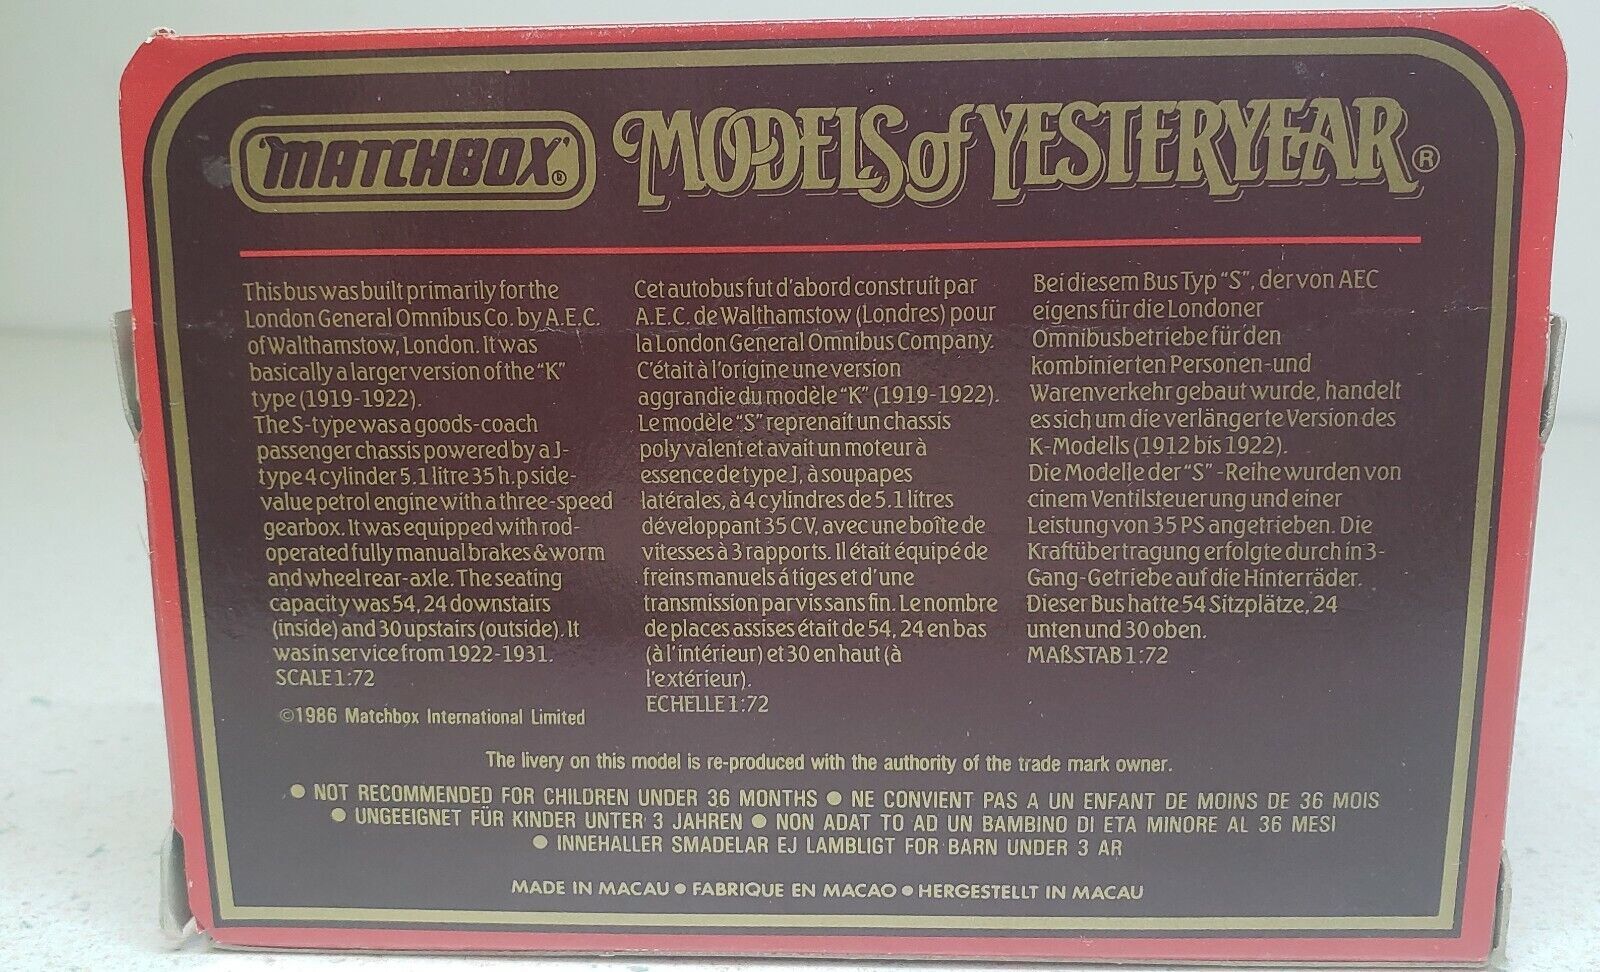 MATCHBOX®
MODELS of YESTERYEAR®
This bus was built primarily for the
London General Omnibus Co. by A.E.C.
of Walthamstow, London. It was
basically a larger version of the "K"
type (1919-1922).
The S-type was a goods-coach
passenger chassis powered by a J-
type 4 cylinder 5.1 litre 35 h.p side-
value petrol engine with a three-speed
gearbox. It was equipped with rod-
operated fully manual brakes & worm
and wheel rear-axle. The seating
capacity was 54, 24 downstairs
(inside) and 30 upstairs (outside). It
was in service from 1922-1931.
SCALE 1:72
©1986 Matchbox International Limited
Cet autobus fut d'abord construit par
A.E.C. de Walthamstow (Londres) pour
la London General Omnibus Company.
C'était à l'origine une version
aggrandie du modèle "K" (1919-1922).
Le modèle "S" reprenait un chassis
poly valent et avait un moteur à
essence de type J, à soupapes
latérales, à 4 cylindres de 5.1 litres
développant 35 CV, avec une boîte de
vitesses à 3 rapports. Il était équipé de
freins manuels á tiges et d'une
transmission par vis sans fin. Le nombre
de places assises était de 54, 24 en bas
(à l'intérieur) et 30 en haut (à
l'extérieur).
ECHELLE 1:72
Bei diesem Bus Typ "S", der von AEC
eigens für die Londoner
Omnibusbetriebe für den
kombinierten Personen-und
Warenverkehr gebaut wurde, handelt
es sich um die verlängerte Version des
K-Modells (1912 bis 1922).
Die Modelle der "S" -Reihe wurden von
cinem Ventilsteuerung und einer
Leistung von 35 PS angetrieben. Die
Kraftübertragung erfolgte durch in 3-
Gang-Getriebe auf die Hinterräder.
Dieser Bus hatte 54 Sitzplätze, 24
unten und 30 oben.
MAßSTAB 1:72
The livery on this model is re-produced with the authority of the trade mark owner.
● NOT RECOMMENDED FOR CHILDREN UNDER 36 MONTHS ● NE CONVIENT PAS A UN ENFANT DE MOINS DE 36 MOIS
● UNGEEIGNET FÜR KINDER UNTER 3 JAHREN ● NON ADAT TO AD UN BAMBINO DI ETA MINORE AL 36 MESI
● INNEHALLER SMADELAR EJ LAMBLIGT FOR BARN UNDER 3 AR
MADE IN MACAU ● FABRIQUE EN MACAO ● HERGESTELLT IN MACAU